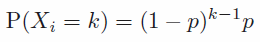 P(X_i = k) = (1 − p)^{k−1}p